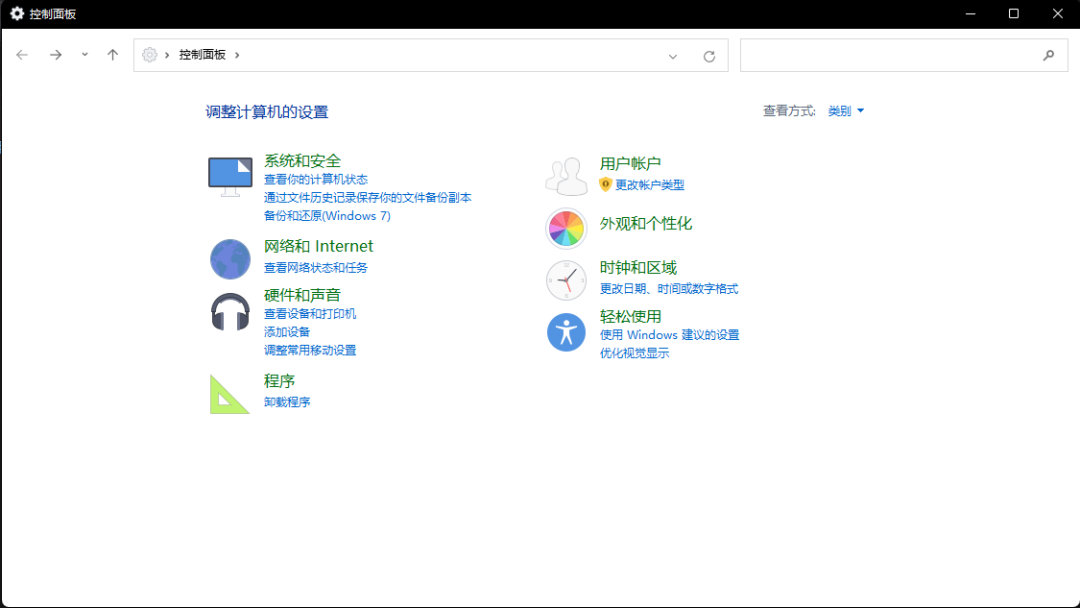 控制面板
控制面板
调整计算机的设置
查看方式: 类别
系统和安全
查看你的计算机状态
通过文件历史记录保存你的文件备份副本
备份和还原(Windows 7)
网络和 Internet
查看网络状态和任务
硬件和声音
查看设备和打印机
添加设备
调整常用移动设置
程序
卸载程序
用户帐户
更改帐户类型
外观和个性化
时钟和区域
更改日期、时间或数字格式
轻松使用
使用 Windows 建议的设置
优化视觉显示